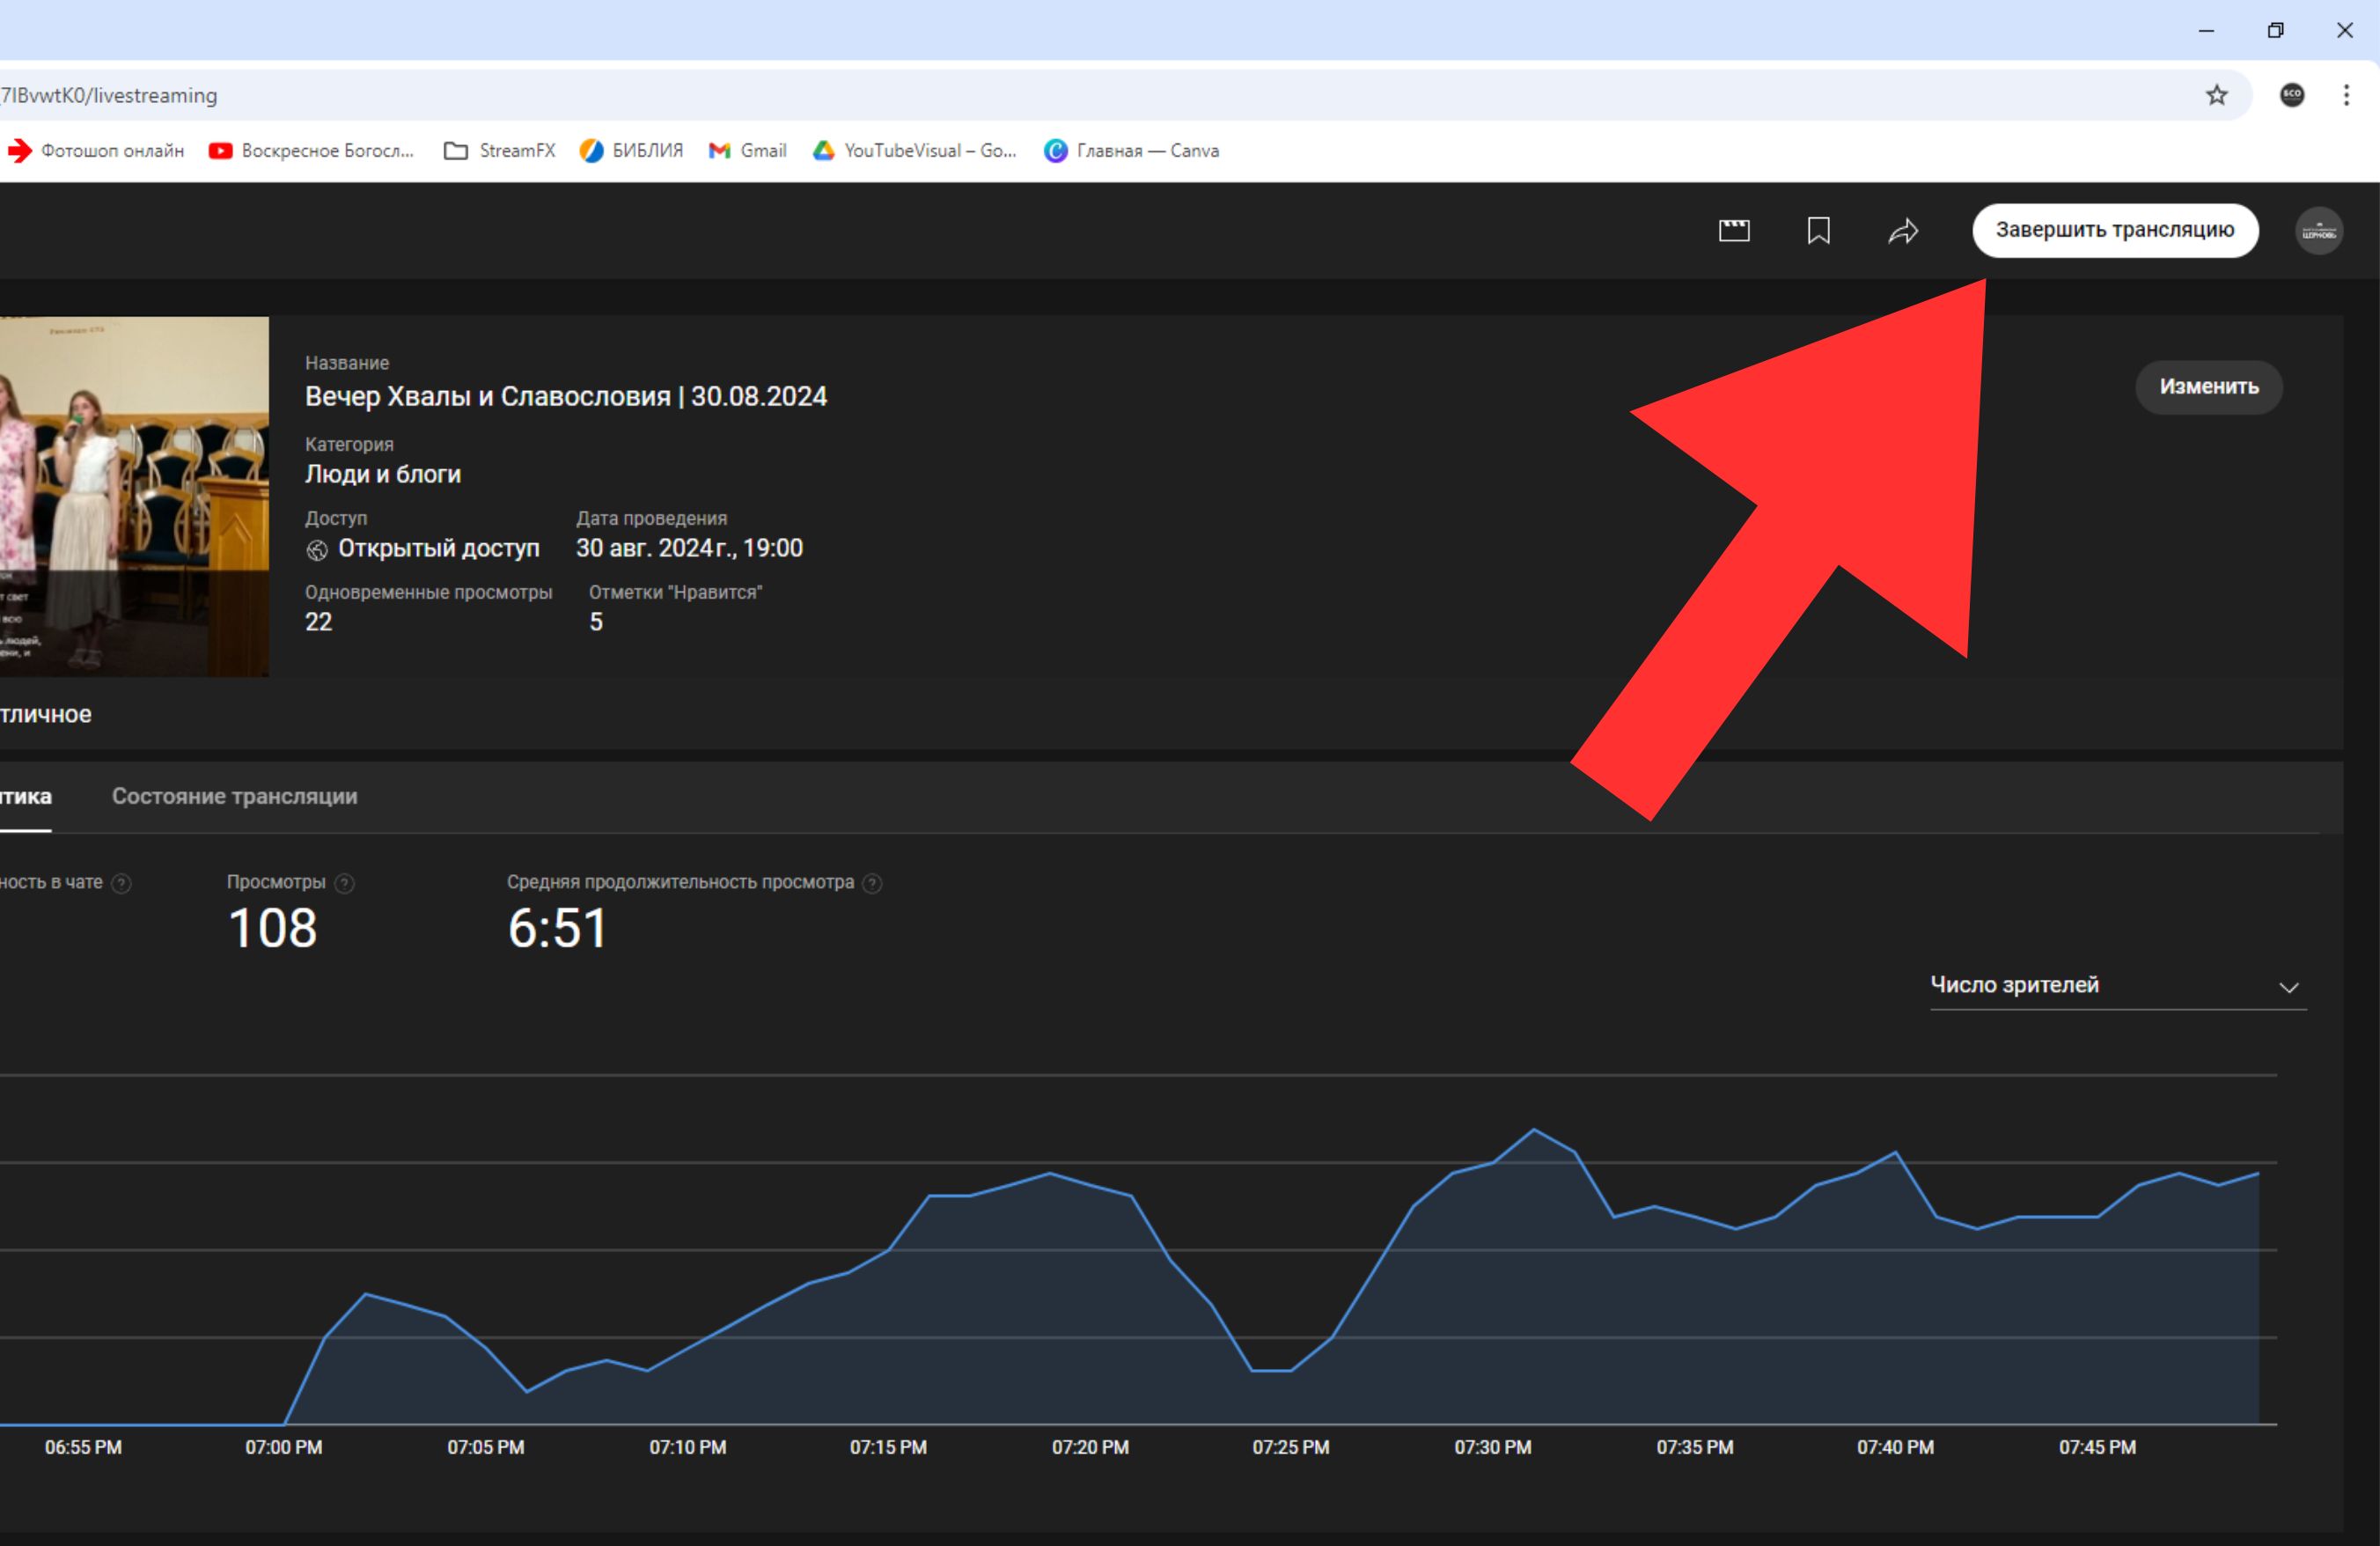 7IBvwtK0/livestreaming
Фотошоп онлайн Воскресное Богосл... StreamFX БИБЛИЯ Gmail YouTubeVisual – Go... Главная — Canva
Завершить трансляцию
Название
Вечер Хвалы и Славословия | 30.08.2024
Изменить
Категория
Люди и блоги
Доступ Дата проведения
Открытый доступ 30 авг. 2024 г., 19:00
Одновременные просмотры Отметки "Нравится"
22 5
т свет
всю
людей,
тличное
тика Состояние трансляции
ность в чате Просмотры Средняя продолжительность просмотра
108 6:51
Число зрителей
06:55 PM 07:00 PM 07:05 PM 07:10 PM 07:15 PM 07:20 PM 07:25 PM 07:30 PM 07:35 PM 07:40 PM 07:45 PM